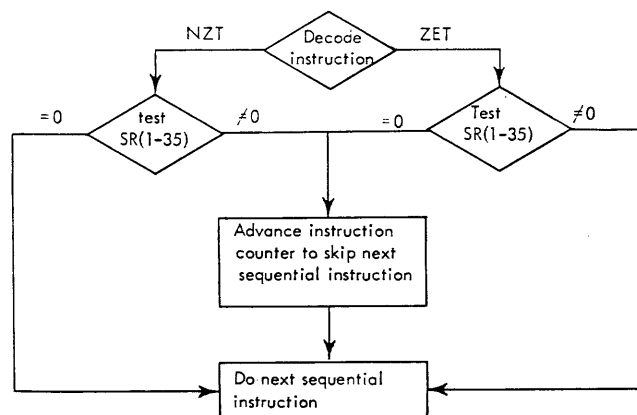 NZT
Decode
instruction
ZET
=0
test
SR(1-35)
≠0
=0
Test
SR(1-35)
≠0
Advance instruction
counter to skip next
sequential instruction
Do next sequential
instruction